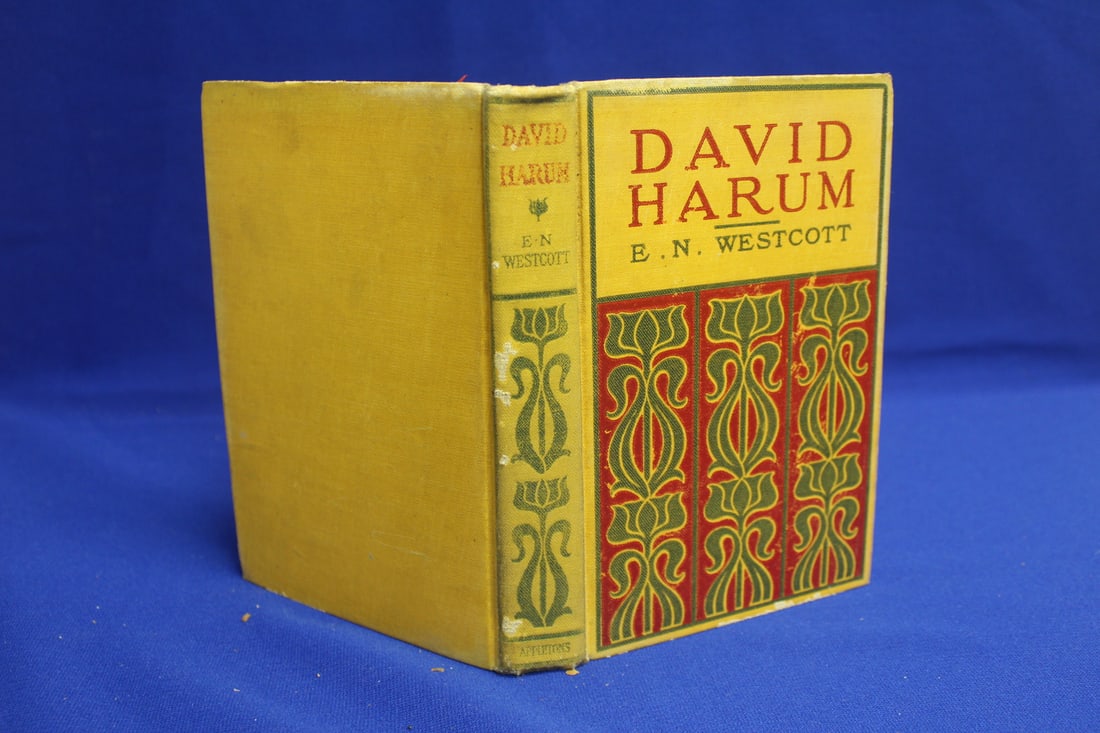 DAVID
HARUM
E. N
WESTCOTT
APPLETONS
DAVID
HARUM
E. N. WESTCOTT